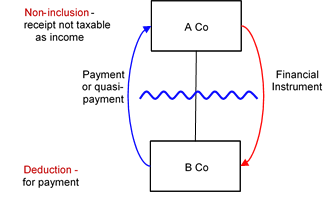 Non-inclusion -
receipt not taxable
as income
A Co
Payment
or quasi-
payment
Financial
Instrument
B Co
Deduction -
for payment